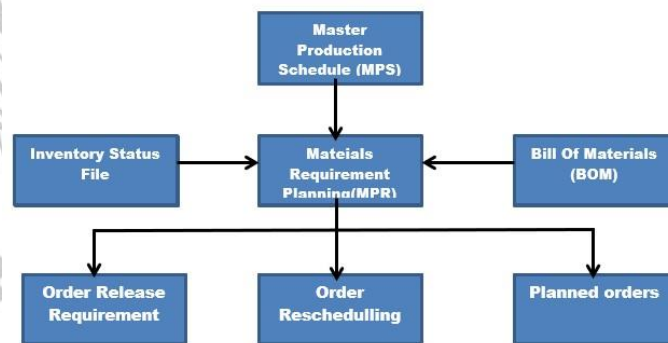 Master
Production
Schedule (MPS)
Inventory Status
File
Mateials
Requirement
Planning(MPR)
Bill Of Materials
(BOM)
Order Release
Requirement
Order
Reschedulling
Planned orders